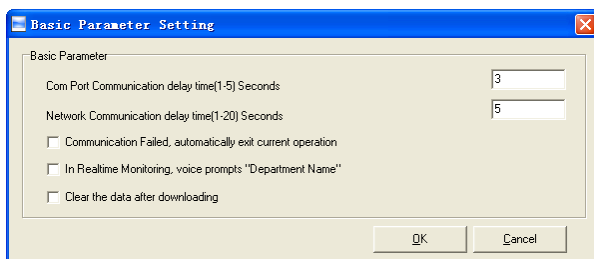 Basic Parameter Setting
Basic Parameter
Com Port Communication delay time(1-5) Seconds 3
Network Communication delay time(1-20) Seconds 5
Communication Failed, automatically exit current operation
In Realtime Monitoring, voice prompts "Department Name"
Clear the data after downloading
OK Cancel